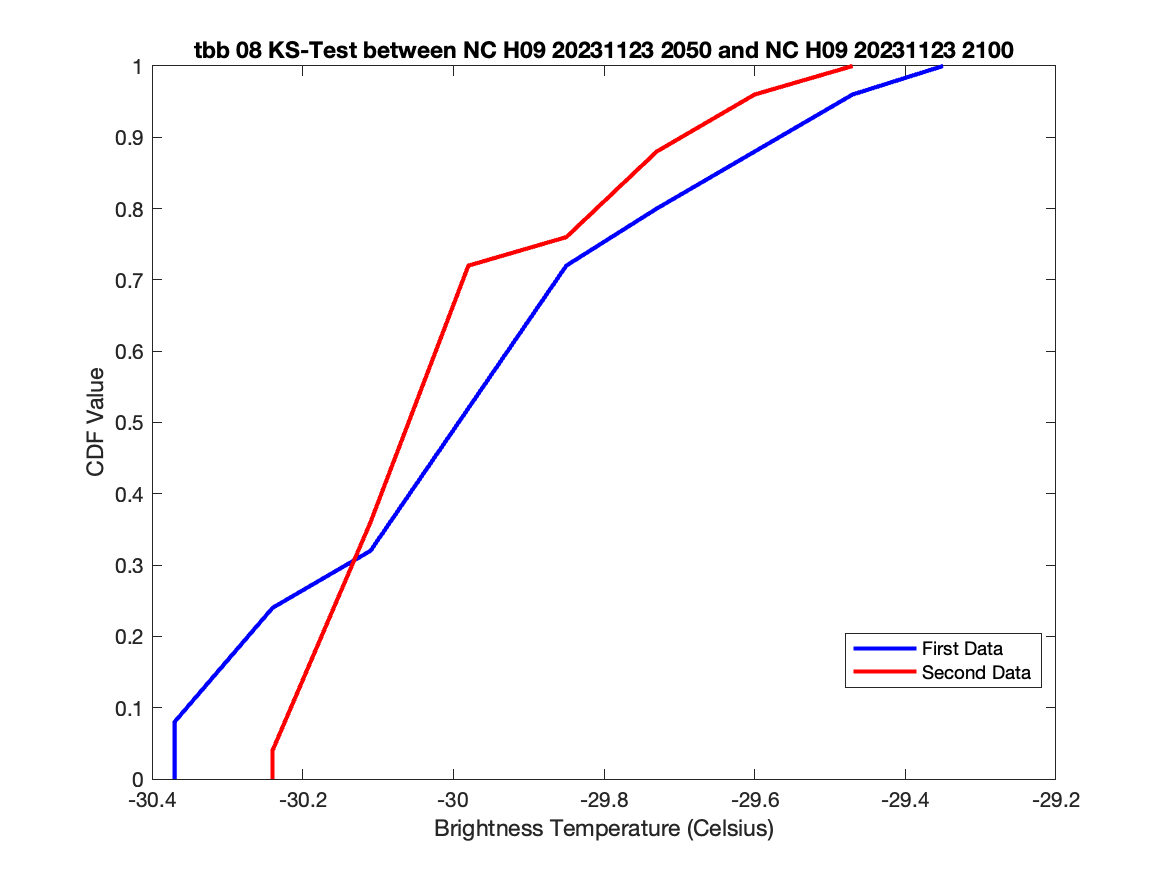 tbb 08 KS-Test between NC H09 20231123 2050 and NC H09 20231123 2100
1
0.9
0.8
0.7
0.6
0.5
0.4
0.3
0.2
0.1
0
CDF Value
First Data
Second Data
-30.4 -30.2 -30 -29.8 -29.6 -29.4 -29.2
Brightness Temperature (Celsius)